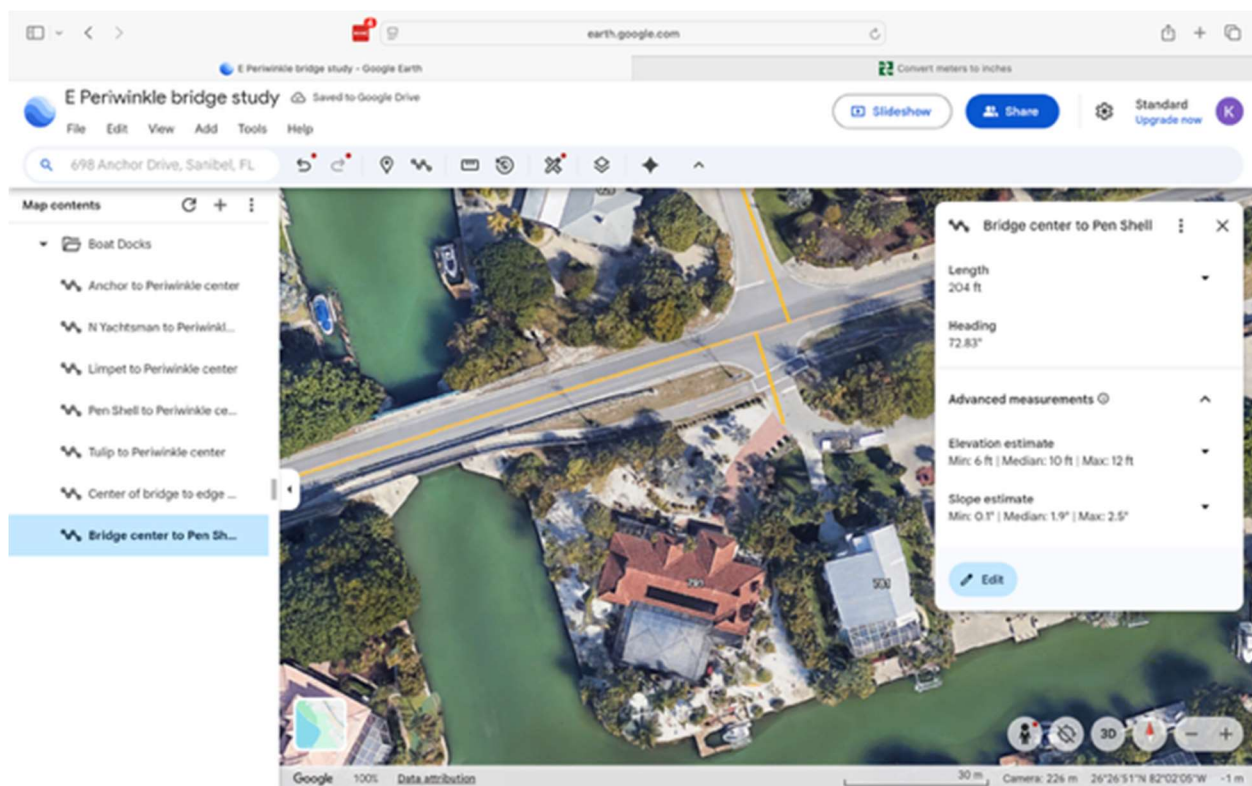 earth.google.com
E Periwinkle bridge study - Google Earth
Convert meters to inches
E Periwinkle bridge study
Saved to Google Drive
File Edit View Add Tools Help
Slideshow
Share
Standard
Upgrade now
K
698 Anchor Drive, Sanibel, FL
Map contents
Boat Docks
Anchor to Periwinkle center
N Yachtsman to Periwinkl...
Limpet to Periwinkle center
Pen Shell to Periwinkle ce...
Tulip to Periwinkle center
Center of bridge to edge ...
Bridge center to Pen Sh...
Bridge center to Pen Shell
Length
204 ft
Heading
72.83°
Advanced measurements
Elevation estimate
Min: 6 ft | Median: 10 ft | Max: 12 ft
Slope estimate
Min: 0.1° | Median: 1.9° | Max: 2.5°
Edit
3D
Google 100% Data attribution
30 m
Camera: 226 m 26°26'51"N 82°02'05"W -1 m